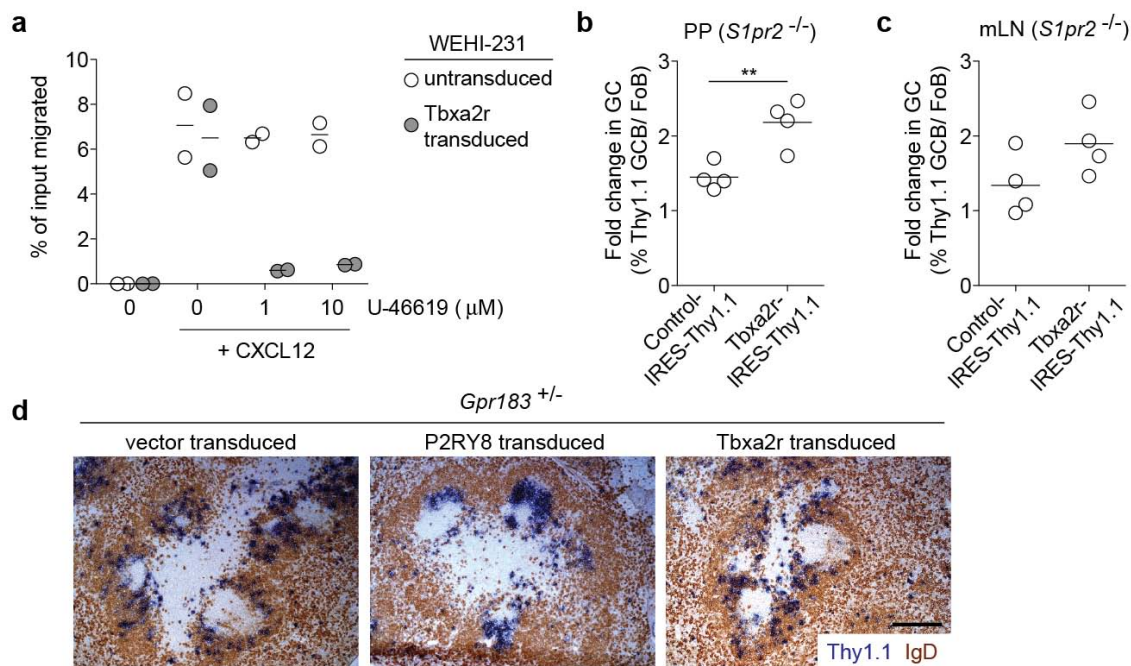 a
WEHI-231
untransduced
Tbxa2r
transduced
% of input migrated
10
8
6
4
2
0
0
0
1
10
U-46619 ( μM)
+ CXCL12
b
PP (S1pr2 -/-)
Fold change in GC
(% Thy1.1 GCB/ FoB)
3
2
1
0
**
Control-
IRES-Thy1.1
Tbxa2r-
IRES-Thy1.1
c
mLN (S1pr2 -/-)
Fold change in GC
(% Thy1.1 GCB/ FoB)
3
2
1
0
Control-
IRES-Thy1.1
Tbxa2r-
IRES-Thy1.1
d
Gpr183 +/-
vector transduced
P2RY8 transduced
Tbxa2r transduced
Thy1.1 IgD